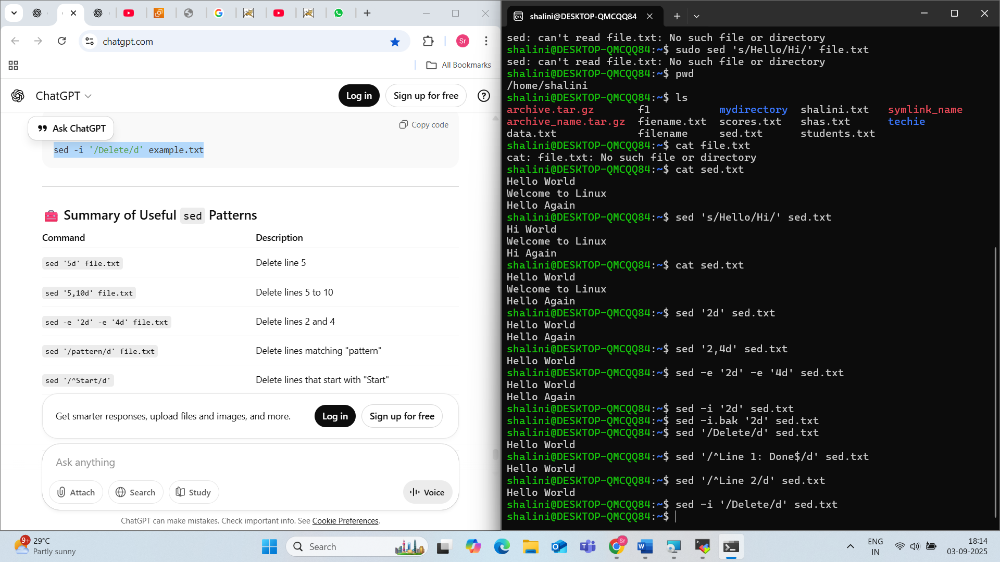 chatgpt.com
Sr
All Bookmarks
ChatGPT
Log in
Sign up for free
Ask ChatGPT
Copy code
sed -i '/Delete/d' example.txt
Summary of Useful sed Patterns
Command Description
sed '5d' file.txt Delete line 5
sed '5,10d' file.txt Delete lines 5 to 10
sed -e '2d' -e '4d' file.txt Delete lines 2 and 4
sed '/pattern/d' file.txt Delete lines matching "pattern"
sed '/^Start/d' Delete lines that start with "Start"
Get smarter responses, upload files and images, and more.
Log in
Sign up for free
Ask anything
Attach
Search
Study
Voice
ChatGPT can make mistakes. Check important info. See Cookie Preferences.
shalini@DESKTOP-QMCQQ84
sed: can't read file.txt: No such file or directory
shalini@DESKTOP-QMCQQ84:~$ sudo sed 's/Hello/Hi/' file.txt
sed: can't read file.txt: No such file or directory
shalini@DESKTOP-QMCQQ84:~$ pwd
/home/shalini
shalini@DESKTOP-QMCQQ84:~$ ls
archive.tar.gz f1 mydirectory shalini.txt symlink_name
archive_name.tar.gz fiename.txt scores.txt shas.txt techie
data.txt filename sed.txt students.txt
shalini@DESKTOP-QMCQQ84:~$ cat file.txt
cat: file.txt: No such file or directory
shalini@DESKTOP-QMCQQ84:~$ cat sed.txt
Hello World
Welcome to Linux
Hello Again
shalini@DESKTOP-QMCQQ84:~$ sed 's/Hello/Hi/' sed.txt
Hi World
Welcome to Linux
Hi Again
shalini@DESKTOP-QMCQQ84:~$ cat sed.txt
Hello World
Welcome to Linux
Hello Again
shalini@DESKTOP-QMCQQ84:~$ sed '2d' sed.txt
Hello World
Hello Again
shalini@DESKTOP-QMCQQ84:~$ sed '2,4d' sed.txt
Hello World
shalini@DESKTOP-QMCQQ84:~$ sed -e '2d' -e '4d' sed.txt
Hello World
Hello Again
shalini@DESKTOP-QMCQQ84:~$ sed -i '2d' sed.txt
shalini@DESKTOP-QMCQQ84:~$ sed -i.bak '2d' sed.txt
shalini@DESKTOP-QMCQQ84:~$ sed '/Delete/d' sed.txt
Hello World
shalini@DESKTOP-QMCQQ84:~$ sed '/^Line 1: Done$/d' sed.txt
Hello World
shalini@DESKTOP-QMCQQ84:~$ sed '/^Line 2/d' sed.txt
Hello World
shalini@DESKTOP-QMCQQ84:~$ sed -i '/Delete/d' sed.txt
shalini@DESKTOP-QMCQQ84:~$
9+
29°C
Partly sunny
Search
Sr
ENG
IN
18:14
03-09-2025